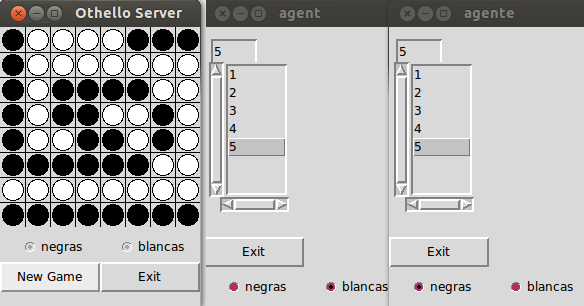 Othello Server
negras blancas
New Game Exit
agent
5
1
2
3
4
5
Exit
negras blancas
agente
5
1
2
3
4
5
Exit
negras blancas